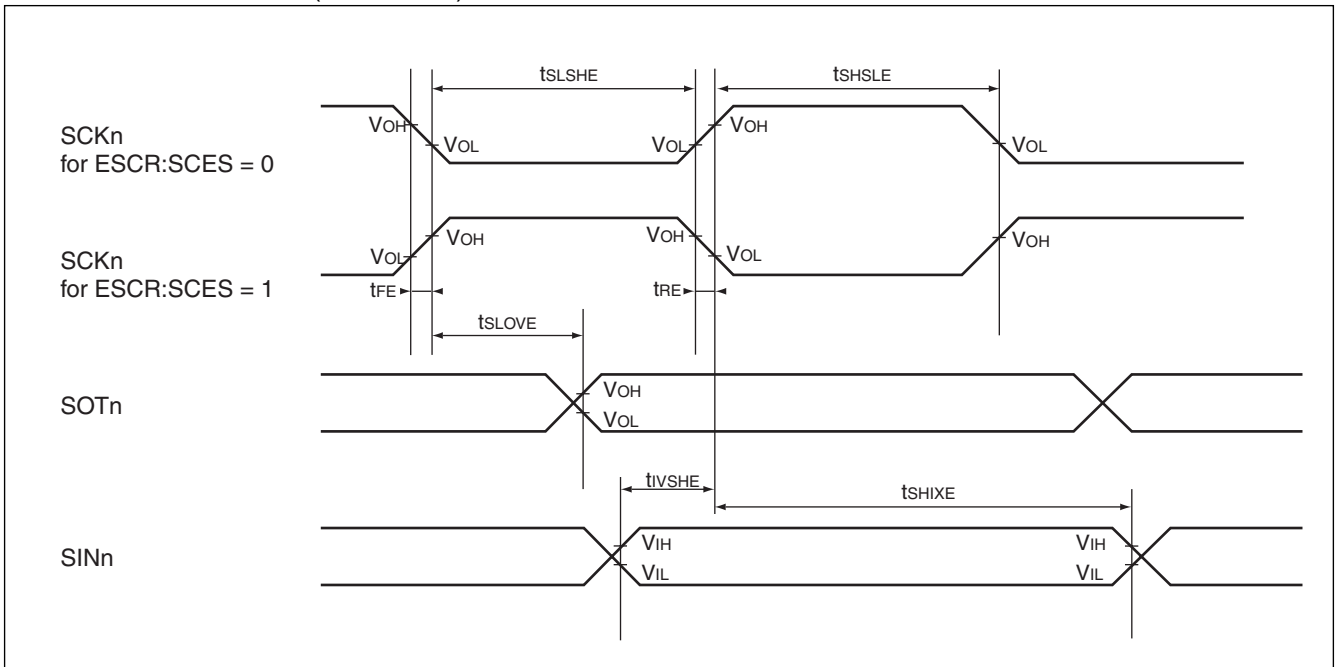 tSLSHE tSHSLE
SCKn
for ESCR:SCES = 0
VOH VOL VOL VOH VOL
SCKn
for ESCR:SCES = 1
VOL VOH VOH VOL VOH
tFE tRE
tSLOVE
SOTn
VOH
VOL
tIVSHE tSHIXE
SINn
VIH VIH
VIL VIL